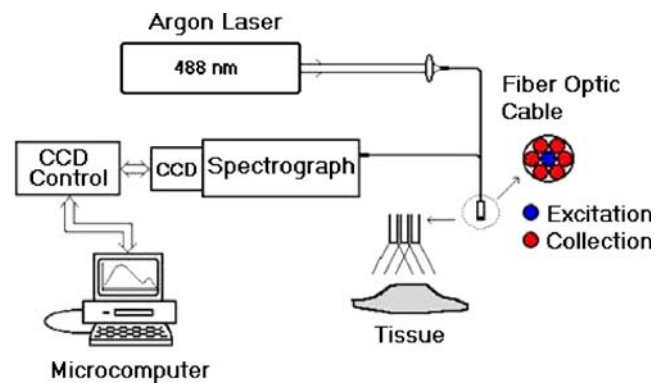 Argon Laser
488 nm
Fiber Optic
Cable
CCD
Control
CCD
Spectrograph
Excitation
Collection
Tissue
Microcomputer